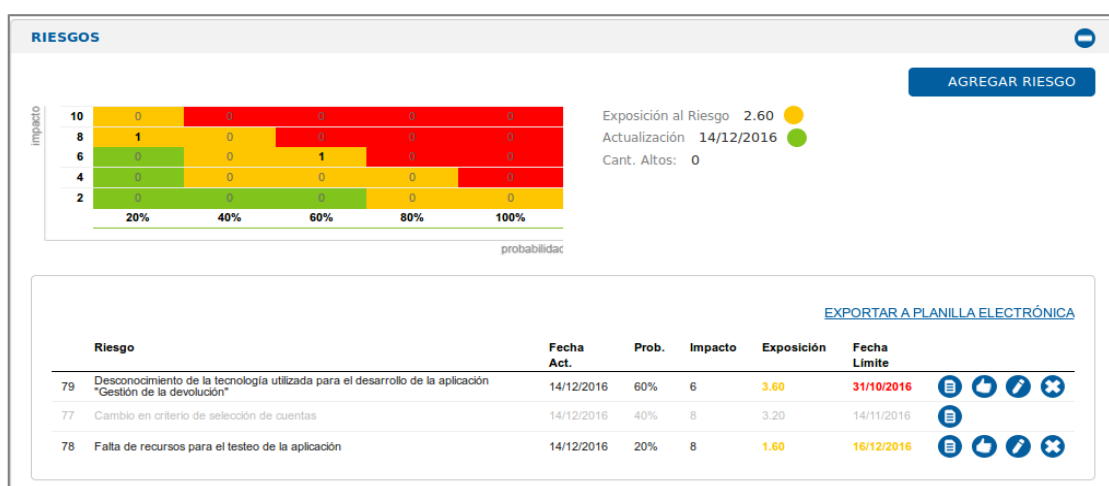 RIESGOS
AGREGAR RIESGO
impacto
10 0 0 0 0 0
8 1 0 0 0 0
6 0 0 1 0 0
4 0 0 0 0 0
2 0 0 0 0 0
20% 40% 60% 80% 100%
probabilidad
Exposición al Riesgo 2.60
Actualización 14/12/2016
Cant. Altos: 0
EXPORTAR A PLANILLA ELECTRÓNICA
Riesgo Fecha Prob. Impacto Exposición Fecha
Act. Límite
79 Desconocimiento de la tecnología utilizada para el desarrollo de la aplicación
"Gestión de la devolución" 14/12/2016 60% 6 3.60 31/10/2016
77 Cambio en criterio de selección de cuentas 14/12/2016 40% 8 3.20 14/11/2016
78 Falta de recursos para el testeo de la aplicación 14/12/2016 20% 8 1.60 16/12/2016